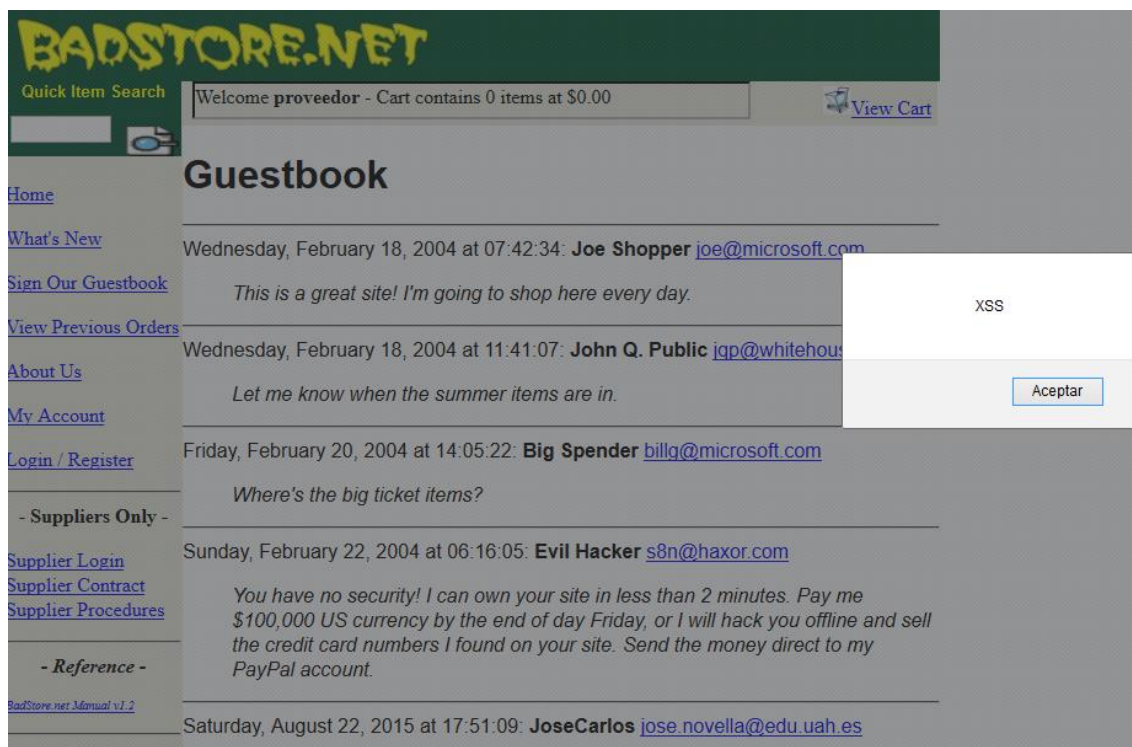 BADSTORE.NET
Quick Item Search
Welcome proveedor - Cart contains 0 items at $0.00
View Cart
Guestbook
Home
What's New
Sign Our Guestbook
View Previous Orders
About Us
My Account
Login / Register
- Suppliers Only -
Supplier Login
Supplier Contract
Supplier Procedures
- Reference -
BadStore.net Manual v1.2
Wednesday, February 18, 2004 at 07:42:34: Joe Shopper joe@microsoft.com
This is a great site! I'm going to shop here every day.
Wednesday, February 18, 2004 at 11:41:07: John Q. Public jqp@whitehous
Let me know when the summer items are in.
Friday, February 20, 2004 at 14:05:22: Big Spender billg@microsoft.com
Where's the big ticket items?
Sunday, February 22, 2004 at 06:16:05: Evil Hacker s8n@haxor.com
You have no security! I can own your site in less than 2 minutes. Pay me
$100,000 US currency by the end of day Friday, or I will hack you offline and sell
the credit card numbers I found on your site. Send the money direct to my
PayPal account.
Saturday, August 22, 2015 at 17:51:09: JoseCarlos jose.novella@edu.uah.es
XSS
Aceptar